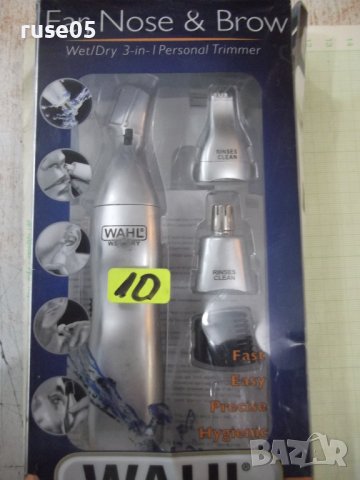 ruse05
Ear Nose & Brow
Wet/Dry 3-in-1 Personal Trimmer
RINSES
CLEAN
WAHL
WET/DRY
RINSES
CLEAN
10
Fast
Easy
Precise
Hygienic
WAHL®
BAZAR